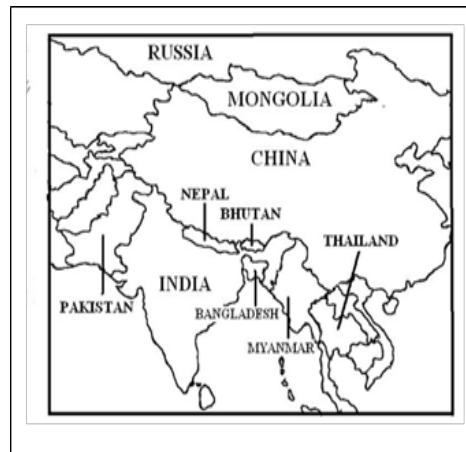 RUSSIA
MONGOLIA
CHINA
NEPAL
BHUTAN
THAILAND
INDIA
PAKISTAN
BANGLADESH
MYANMAR